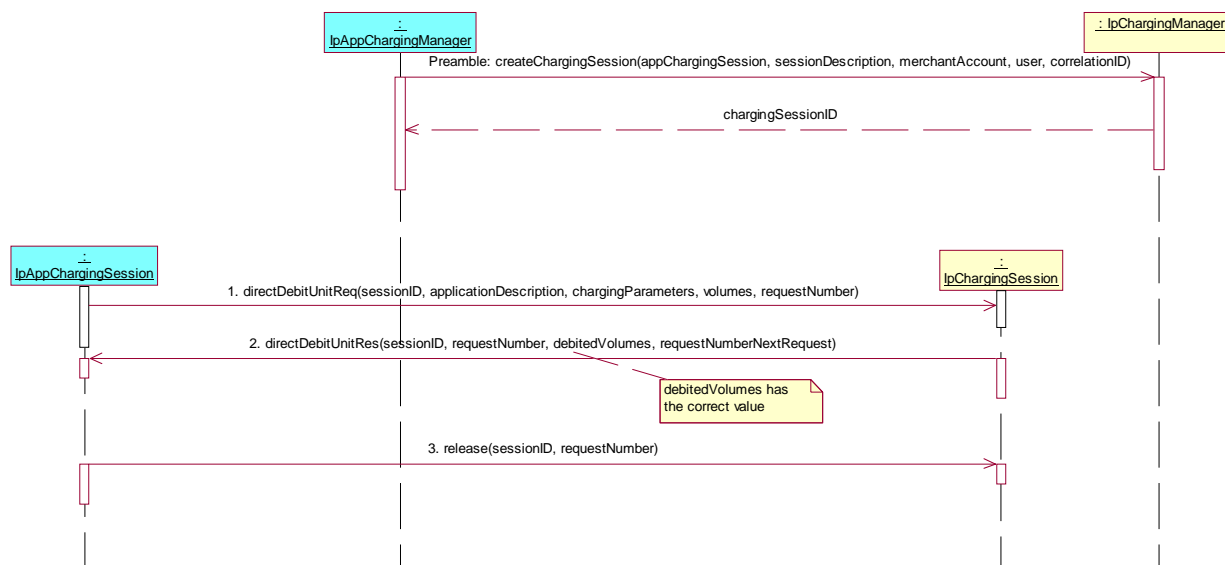 :
IpAppChargingManager
: IpChargingManager
Preamble: createChargingSession(appChargingSession, sessionDescription, merchantAccount, user, correlationID)
chargingSessionID
:
IpAppChargingSession
:
IpChargingSession
1. directDebitUnitReq(sessionID, applicationDescription, chargingParameters, volumes, requestNumber)
2. directDebitUnitRes(sessionID, requestNumber, debitedVolumes, requestNumberNextRequest)
debitedVolumes has
the correct value
3. release(sessionID, requestNumber)